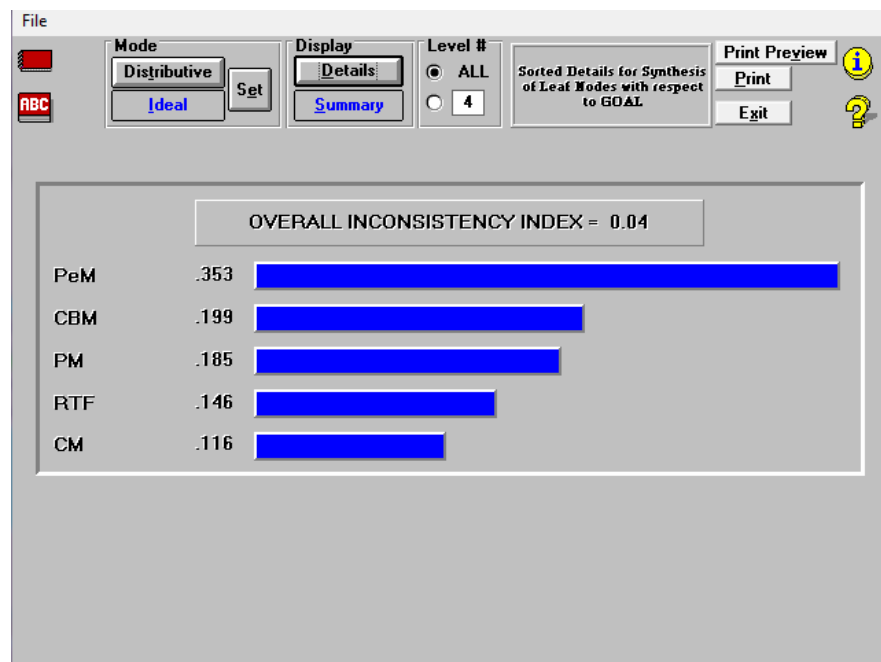 File
Mode
Distributive
Ideal
Set
Display
Details
Summary
Level #
ALL
4
Sorted Details for Synthesis
of Leaf Nodes with respect
to GOAL
Print Preview
Print
Exit
ABC
OVERALL INCONSISTENCY INDEX = 0.04
PeM .353
CBM .199
PM .185
RTF .146
CM .116